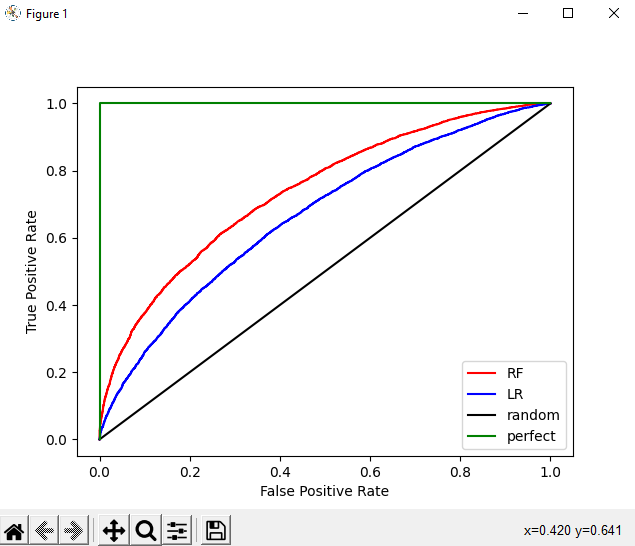 Figure 1
1.0
0.8
0.6
0.4
0.2
0.0
True Positive Rate
RF
LR
random
perfect
0.0 0.2 0.4 0.6 0.8 1.0
False Positive Rate
x=0.420 y=0.641